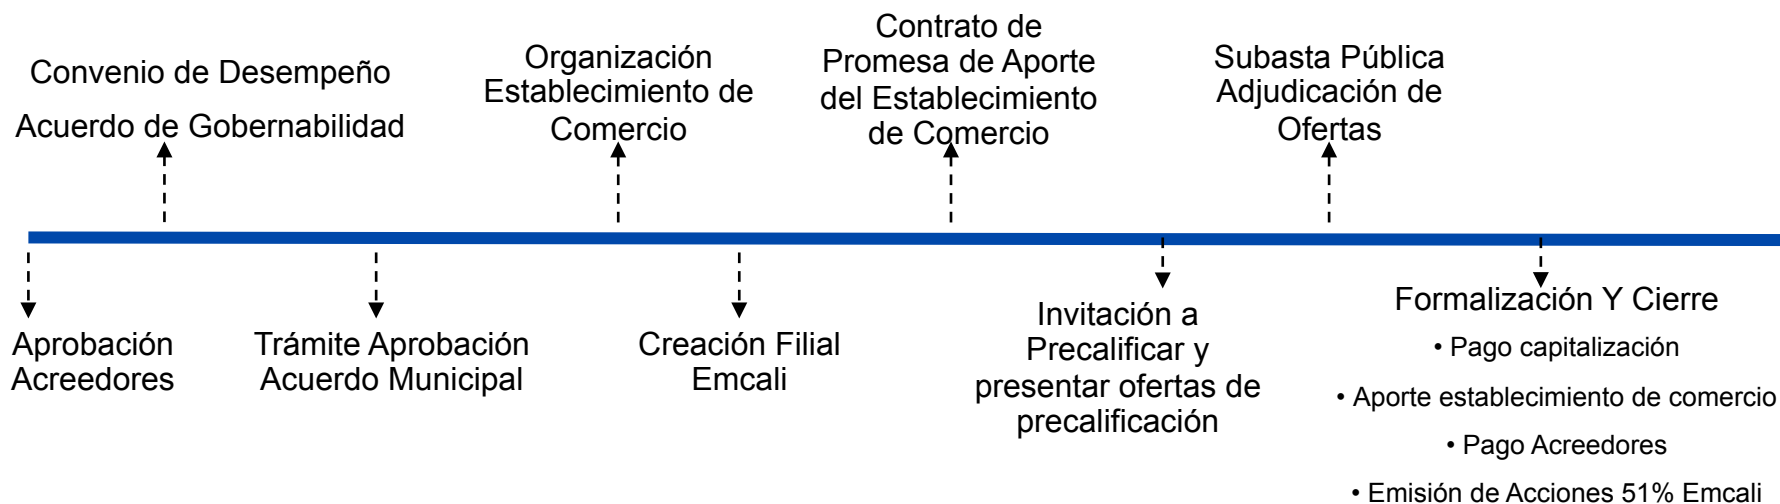 Convenio de Desempeño
Acuerdo de Gobernabilidad
Organización
Establecimiento de
Comercio
Contrato de
Promesa de Aporte
del Establecimiento
de Comercio
Subasta Pública
Adjudicación de
Ofertas
Aprobación
Acreedores
Trámite Aprobación
Acuerdo Municipal
Creación Filial
Emcali
Invitación a
Precalificar y
presentar ofertas de
precalificación
Formalización Y Cierre
• Pago capitalización
• Aporte establecimiento de comercio
• Pago Acreedores
• Emisión de Acciones 51% Emcali